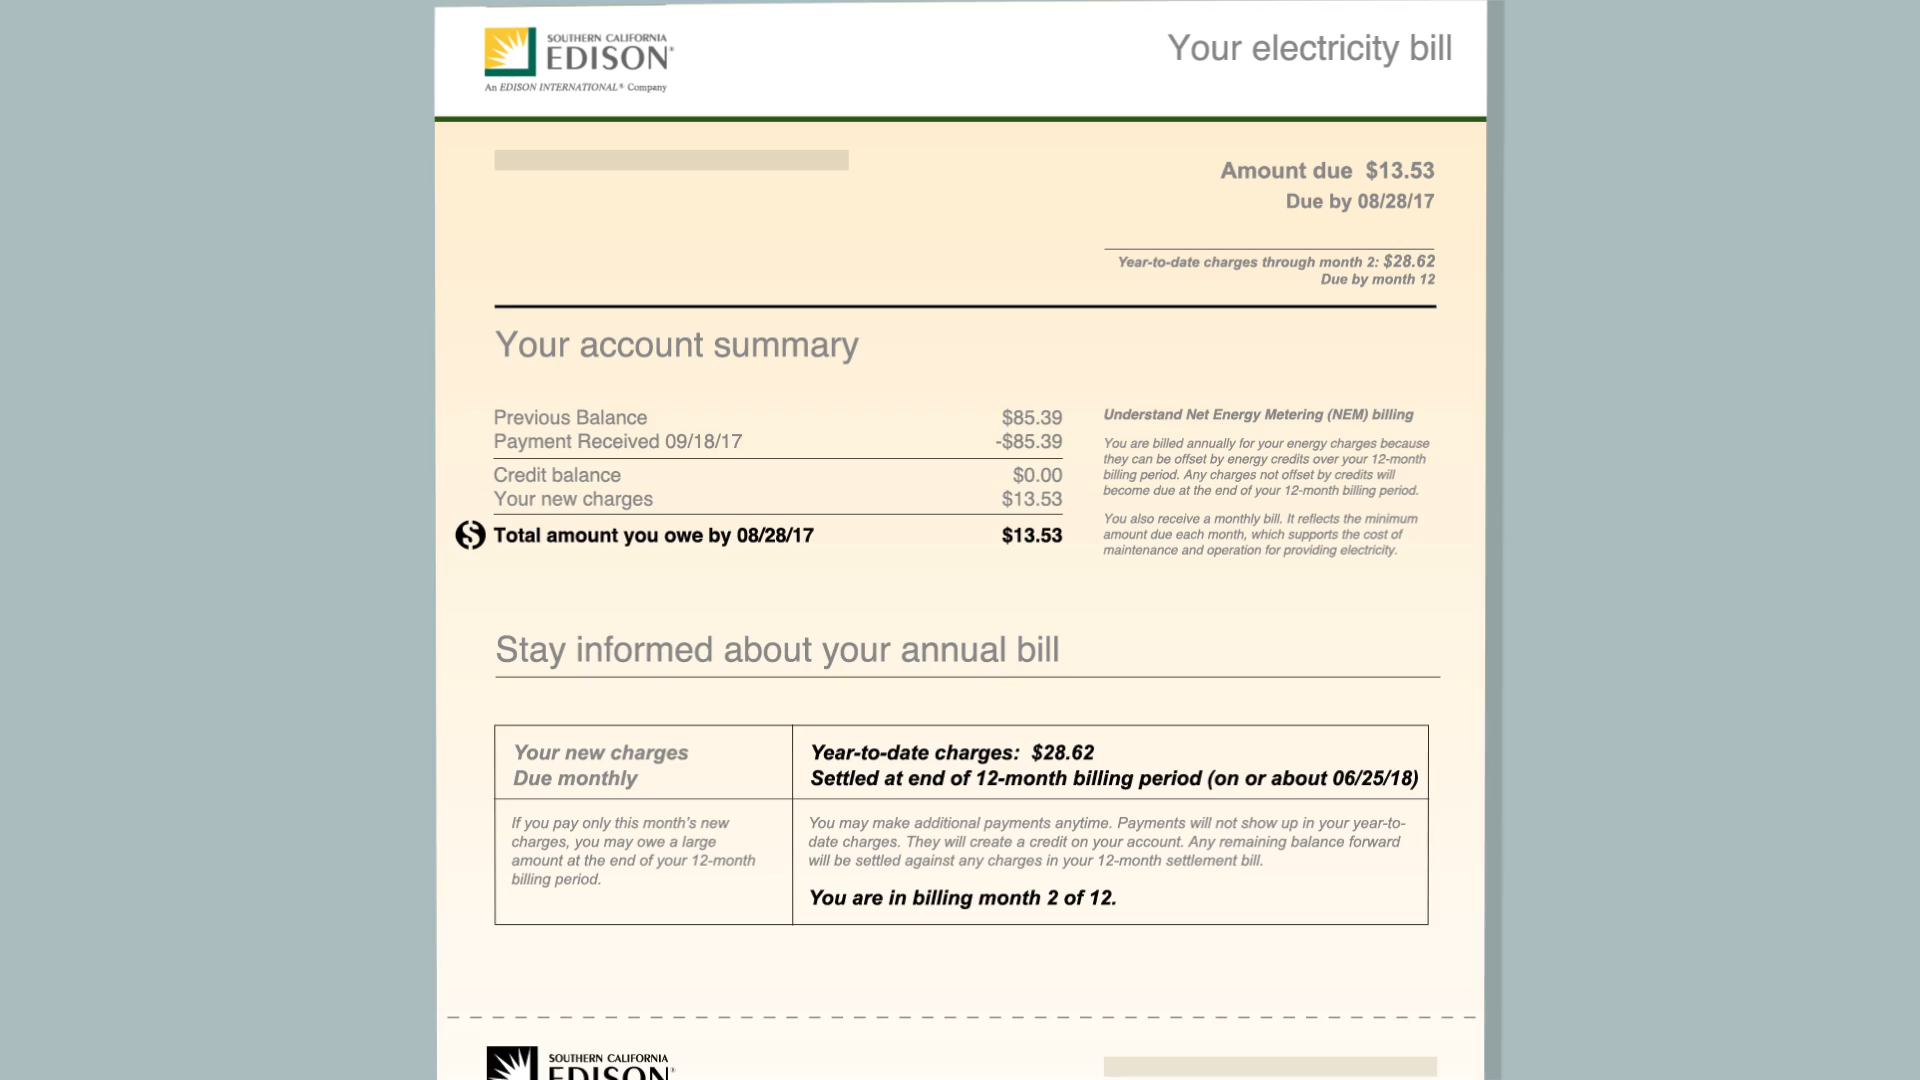 SOUTHERN CALIFORNIA
EDISON®
An EDISON INTERNATIONAL® Company
Your electricity bill
Amount due $13.53
Due by 08/28/17
Year-to-date charges through month 2: $28.62
Due by month 12
Your account summary
Previous Balance $85.39
Payment Received 09/18/17 -$85.39
Credit balance $0.00
Your new charges $13.53
Total amount you owe by 08/28/17 $13.53
Understand Net Energy Metering (NEM) billing
You are billed annually for your energy charges because
they can be offset by energy credits over your 12-month
billing period. Any charges not offset by credits will
become due at the end of your 12-month billing period.
You also receive a monthly bill. It reflects the minimum
amount due each month, which supports the cost of
maintenance and operation for providing electricity.
Stay informed about your annual bill
Your new charges
Due monthly
Year-to-date charges: $28.62
Settled at end of 12-month billing period (on or about 06/25/18)
If you pay only this month's new
charges, you may owe a large
amount at the end of your 12-month
billing period.
You may make additional payments anytime. Payments will not show up in your year-to-
date charges. They will create a credit on your account. Any remaining balance forward
will be settled against any charges in your 12-month settlement bill.
You are in billing month 2 of 12.
SOUTHERN CALIFORNIA
EDISON®